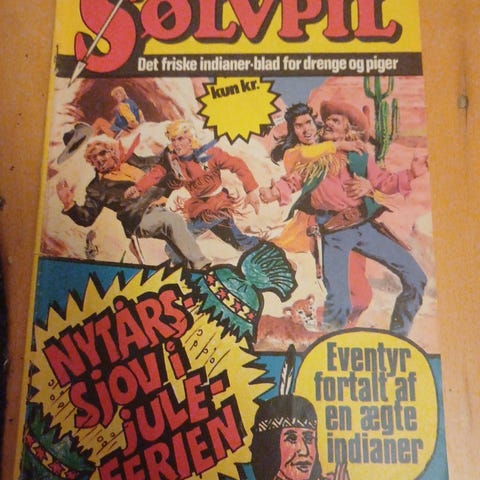 SØLVPIL
Det friske indianer-blad for drenge og piger
kun kr.
NYTÅRS-
SJOV i
JULE-
FERIEN
Eventyr
fortalt af
en ægte
indianer